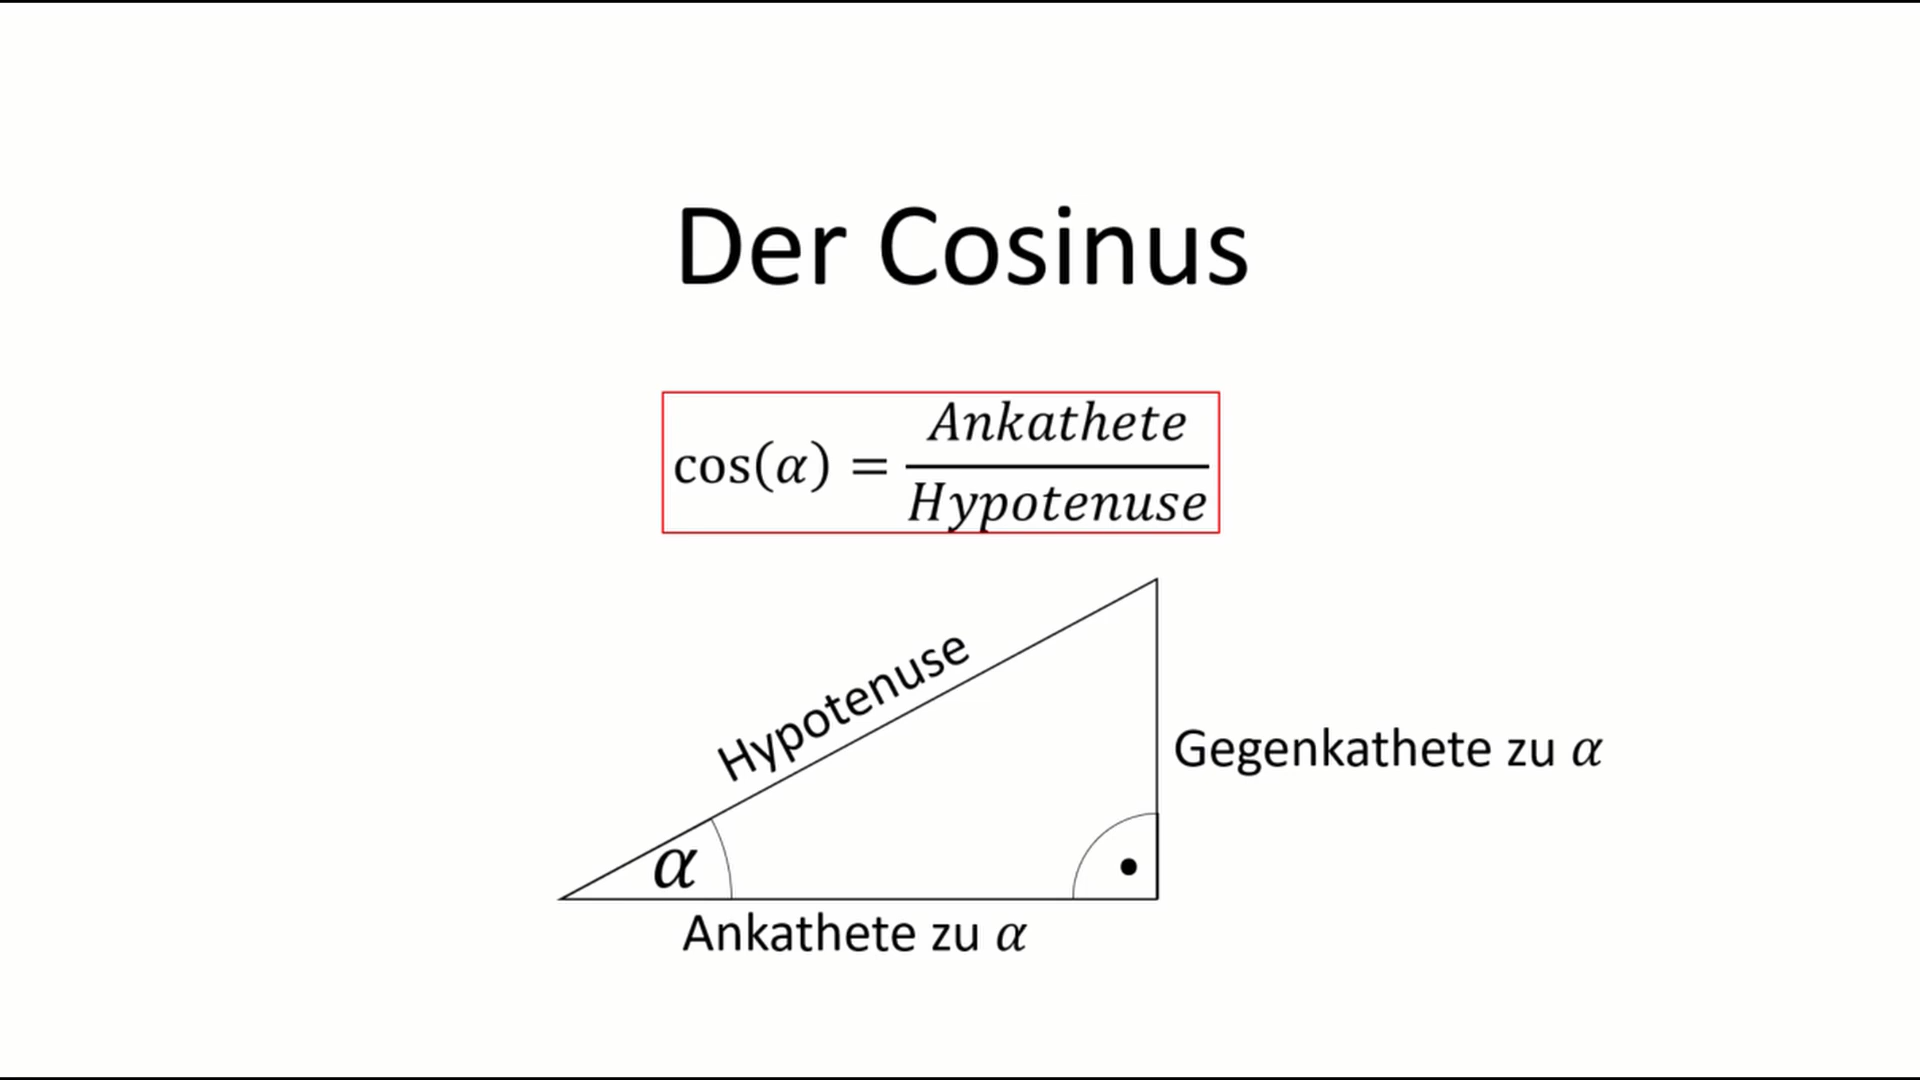 Der Cosinus
cos(α) = Ankathete
Hypotenuse
Hypotenuse
Gegenkathete zu α
α
Ankathete zu α